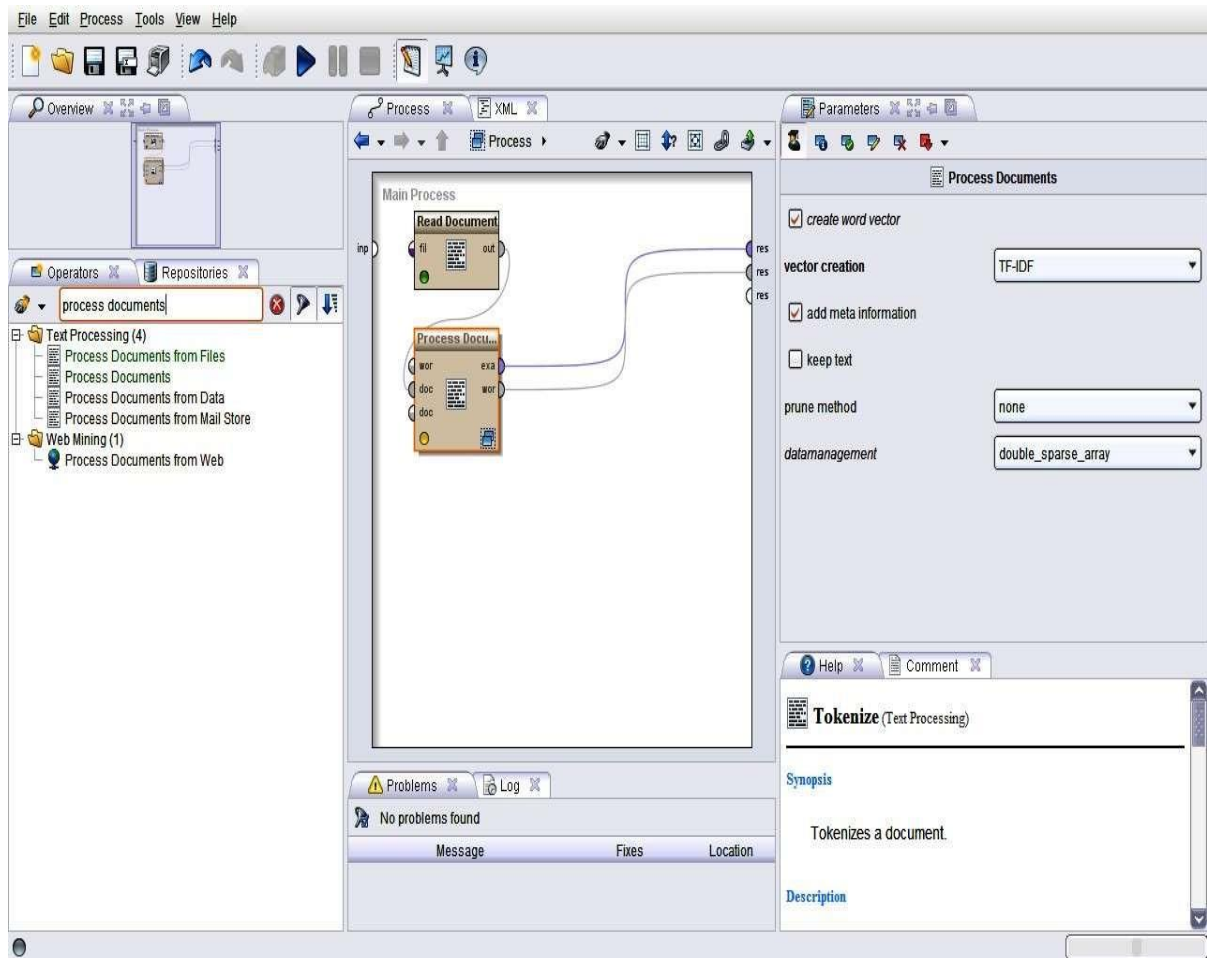 File Edit Process Tools View Help
Overview
Operators Repositories
process documents
Text Processing (4)
Process Documents from Files
Process Documents
Process Documents from Data
Process Documents from Mail Store
Web Mining (1)
Process Documents from Web
Process XML
Process
Main Process
Read Document
inp fil out res
res
res
Process Docu...
wor exa
doc wor
doc
Problems Log
No problems found
Message Fixes Location
Parameters
Process Documents
create word vector
vector creation TF-IDF
add meta information
keep text
prune method none
datamanagement double_sparse_array
Help Comment
Tokenize (Text Processing)
Synopsis
Tokenizes a document.
Description